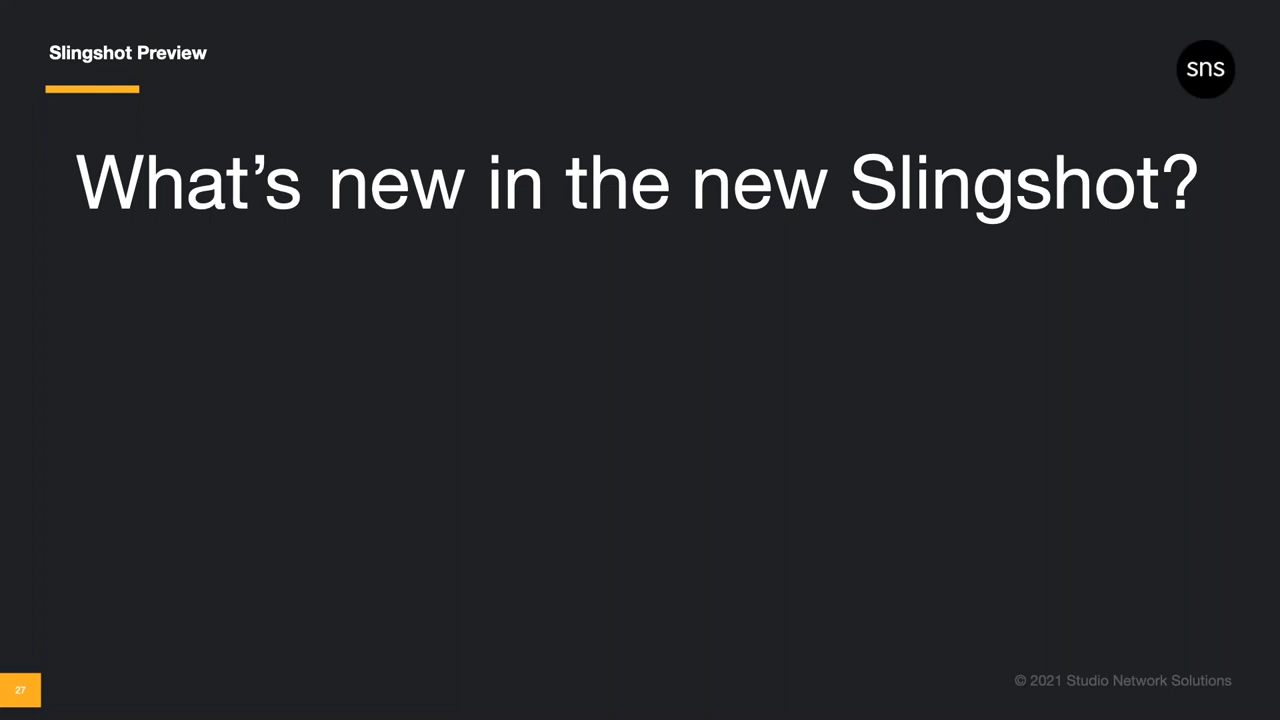 Slingshot Preview
sns
What’s new in the new Slingshot?
27
© 2021 Studio Network Solutions